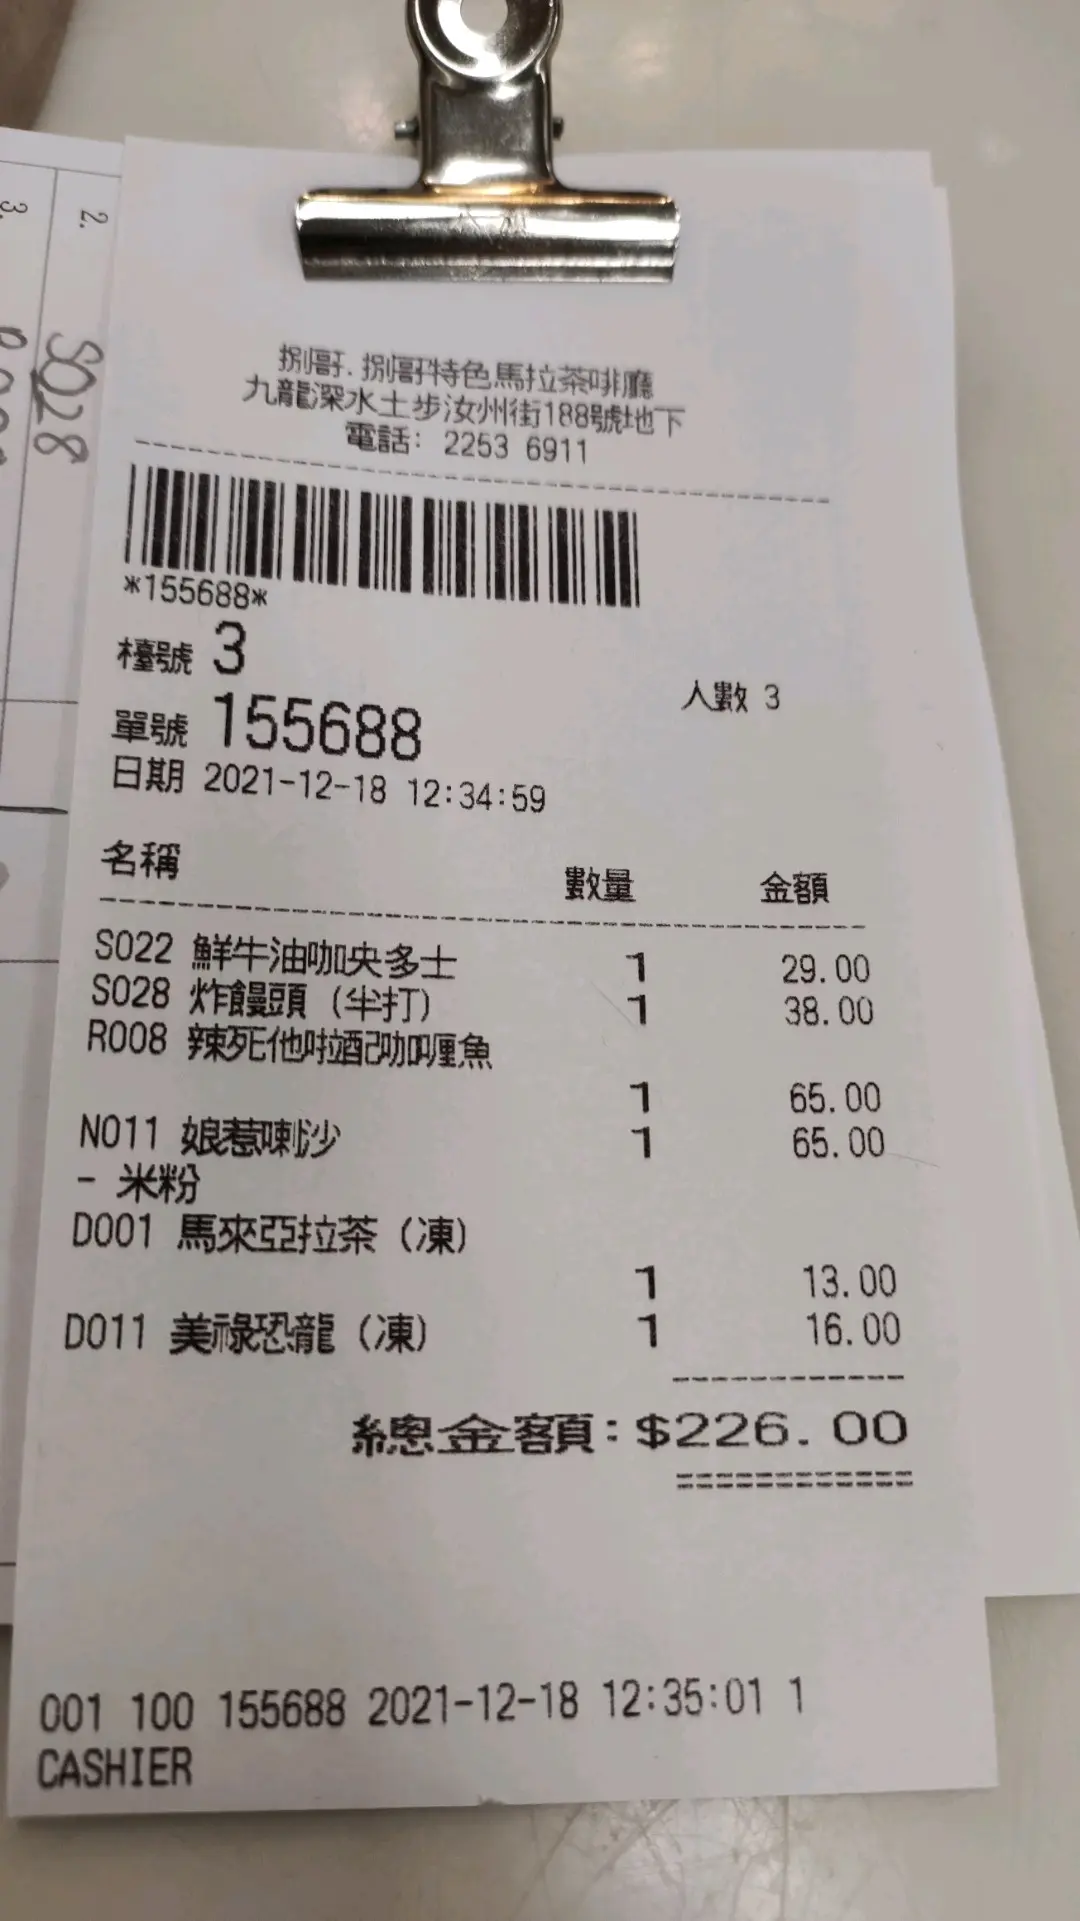 捌哥.捌哥特色馬拉茶啡廳
九龍深水土步汝州街188號地下
電話: 2253 6911
*155688*
檯號 3
人數 3
單號 155688
日期 2021-12-18 12:34:59
名稱 數量 金額
S022 鮮牛油咖央多士 1 29.00
S028 炸饅頭 (半打) 1 38.00
R008 辣死他啦配咖喱魚
1 65.00
N011 娘惹喇沙 1 65.00
- 米粉
D001 馬來亞拉茶 (凍)
1 13.00
D011 美祿恐龍 (凍) 1 16.00
總金額:$226.00
001 100 155688 2021-12-18 12:35:01 1
CASHIER
2. S028
3.